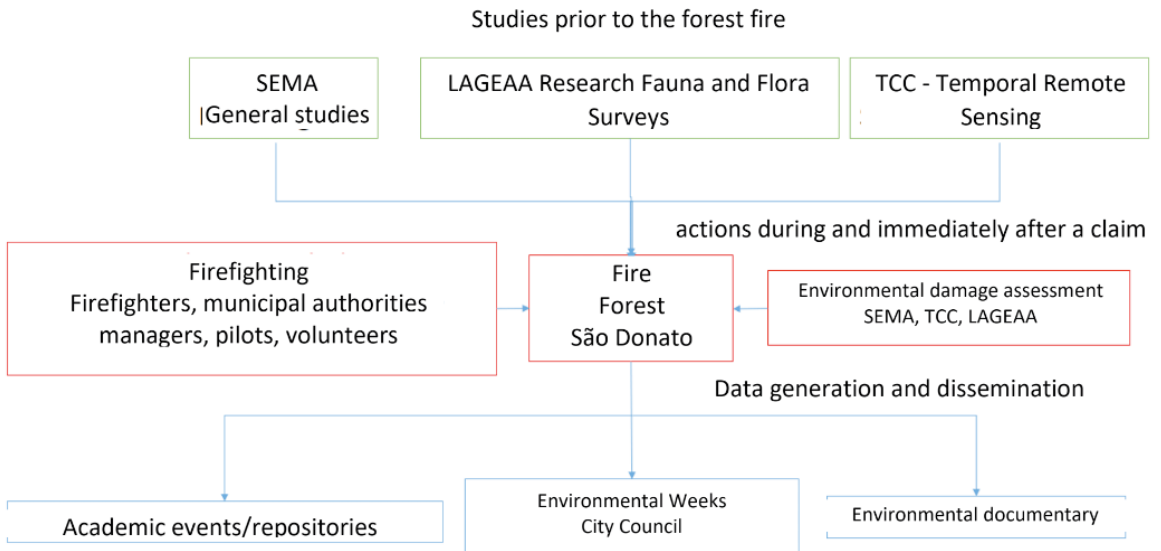 Studies prior to the forest fire
SEMA
General studies
LAGEAA Research Fauna and Flora
Surveys
TCC - Temporal Remote
Sensing
actions during and immediately after a claim
Firefighting
Firefighters, municipal authorities
managers, pilots, volunteers
Fire
Forest
São Donato
Environmental damage assessment
SEMA, TCC, LAGEAA
Data generation and dissemination
Academic events/repositories
Environmental Weeks
City Council
Environmental documentary